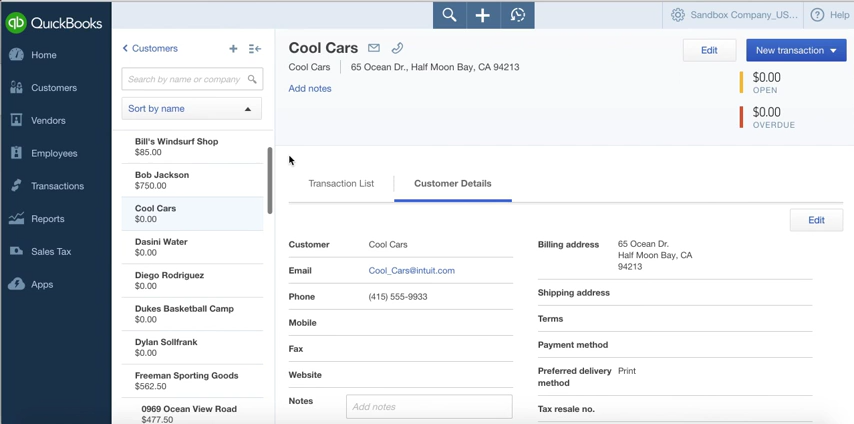 qb QuickBooks
Sandbox Company_US...
Help
Home
Customers
Vendors
Employees
Transactions
Reports
Sales Tax
Apps
Customers
Search by name or company
Sort by name
Bill's Windsurf Shop
$85.00
Bob Jackson
$750.00
Cool Cars
$0.00
Dasini Water
$0.00
Diego Rodriguez
$0.00
Dukes Basketball Camp
$0.00
Dylan Sollfrank
$0.00
Freeman Sporting Goods
$562.50
0969 Ocean View Road
$477.50
Cool Cars
Edit
New transaction
Cool Cars 65 Ocean Dr., Half Moon Bay, CA 94213
Add notes
$0.00
OPEN
$0.00
OVERDUE
Transaction List
Customer Details
Edit
Customer Cool Cars
Email Cool_Cars@intuit.com
Phone (415) 555-9933
Mobile
Fax
Website
Notes Add notes
Billing address 65 Ocean Dr.
Half Moon Bay, CA
94213
Shipping address
Terms
Payment method
Preferred delivery Print
method
Tax resale no.